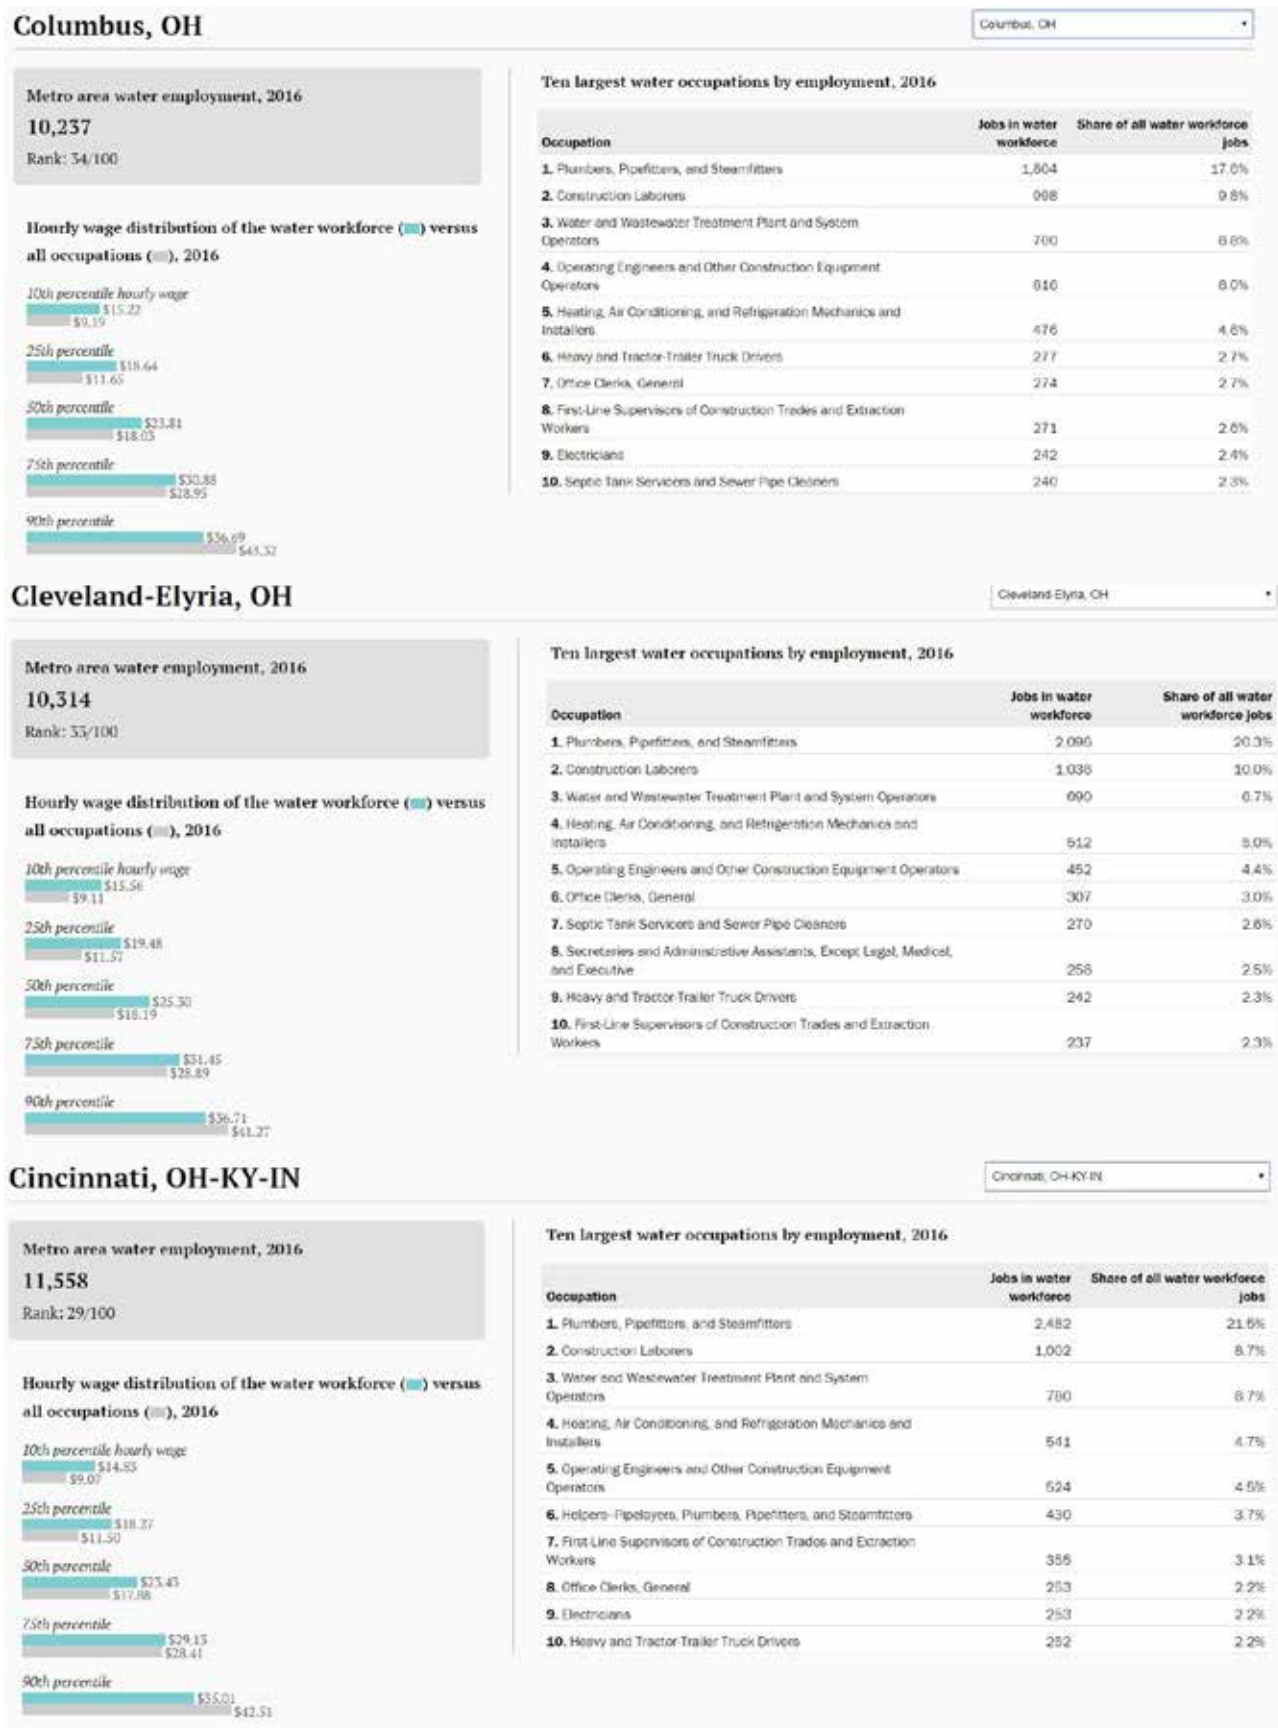 Columbus, OH
Columbus, OH
Metro area water employment, 2016
10,237
Rank: 34/100
Hourly wage distribution of the water workforce ( ) versus
all occupations ( ), 2016
10th percentile hourly wage
$15.22
$9.19
25th percentile
$18.64
$11.65
50th percentile
$23.81
$18.03
75th percentile
$30.88
$28.95
90th percentile
$36.69
$43.32
Ten largest water occupations by employment, 2016
Occupation Jobs in water workforce Share of all water workforce jobs
1. Plumbers, Pipefitters, and Steamfitters 1,804 17.6%
2. Construction Laborers 998 9.8%
3. Water and Wastewater Treatment Plant and System
Operators 700 6.8%
4. Operating Engineers and Other Construction Equipment
Operators 616 6.0%
5. Heating, Air Conditioning, and Refrigeration Mechanics and
Installers 476 4.6%
6. Heavy and Tractor-Trailer Truck Drivers 277 2.7%
7. Office Clerks, General 274 2.7%
8. First-Line Supervisors of Construction Trades and Extraction
Workers 271 2.6%
9. Electricians 242 2.4%
10. Septic Tank Servicers and Sewer Pipe Cleaners 240 2.3%
Cleveland-Elyria, OH
Cleveland-Elyria, OH
Metro area water employment, 2016
10,314
Rank: 33/100
Hourly wage distribution of the water workforce ( ) versus
all occupations ( ), 2016
10th percentile hourly wage
$15.56
$9.11
25th percentile
$19.48
$11.57
50th percentile
$25.30
$18.19
75th percentile
$31.45
$28.89
90th percentile
$36.71
$41.27
Ten largest water occupations by employment, 2016
Occupation Jobs in water workforce Share of all water workforce jobs
1. Plumbers, Pipefitters, and Steamfitters 2,096 20.3%
2. Construction Laborers 10.0%
3. Water and Wastewater Treatment Plant and System Operators 690 6.7%
4. Heating, Air Conditioning, and Refrigeration Mechanics and
Installers 512 5.0%
5. Operating Engineers and Other Construction Equipment Operators 452 4.4%
6. Office Clerks, General 307 3.0%
7. Septic Tank Servicers and Sewer Pipe Cleaners 270 2.6%
8. Secretaries and Administrative Assistants, Except Legal, Medical,
and Executive 2.5%
9. Heavy and Tractor-Trailer Truck Drivers 242 2.3%
10. First-Line Supervisors of Construction Trades and Extraction
Workers 237 2.3%
Cincinnati, OH-KY-IN
Cincinnati, OH-KY-IN
Metro area water employment, 2016
11,558
Rank: 29/100
Hourly wage distribution of the water workforce ( ) versus
all occupations ( ), 2016
10th percentile hourly wage
$14.83
$9.07
25th percentile
$18.27
$11.50
50th percentile
$23.43
$17.88
75th percentile
$29.13
$28.41
90th percentile
$35.01
$42.51
Ten largest water occupations by employment, 2016
Occupation Jobs in water workforce Share of all water workforce jobs
1. Plumbers, Pipefitters, and Steamfitters 2,482 21.5%
2. Construction Laborers 1,002 8.7%
3. Water and Wastewater Treatment Plant and System
Operators 780 6.7%
4. Heating, Air Conditioning, and Refrigeration Mechanics and
Installers 541 4.7%
5. Operating Engineers and Other Construction Equipment
Operators 524 4.5%
6. Helpers--Pipelayers, Plumbers, Pipefitters, and Steamfitters 430 3.7%
7. First-Line Supervisors of Construction Trades and Extraction
Workers 3.1%
8. Office Clerks, General 253 2.2%
9. Electricians 253 2.2%
10. Heavy and Tractor-Trailer Truck Drivers 252 2.2%